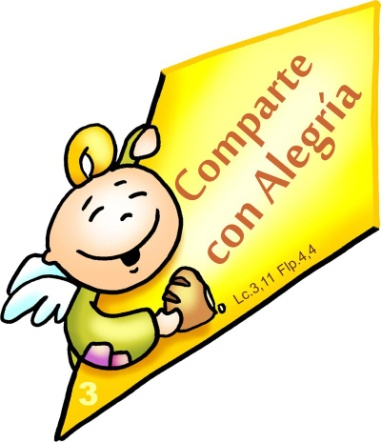 Comparte
con Alegría
Lc.3,11 Flp.4,4
3